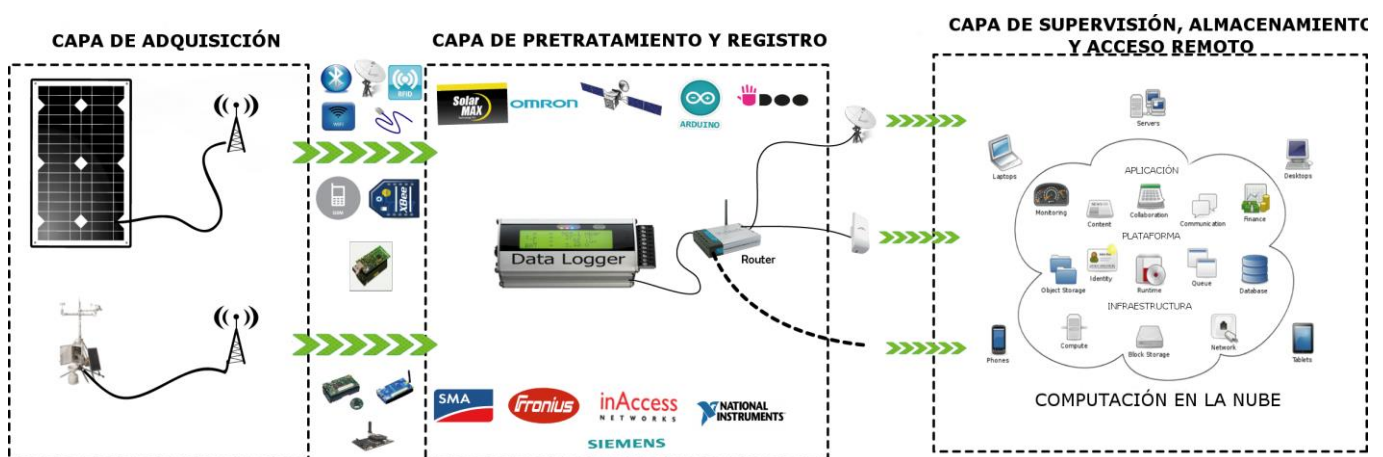 CAPA DE ADQUISICIÓN
CAPA DE PRETRATAMIENTO Y REGISTRO
CAPA DE SUPERVISIÓN, ALMACENAMIENTO
Y ACCESO REMOTO
RFID
WiFi
GSM
XBee
Solar
MAX
OMRON
ARDUINO
Data Logger
Router
SMA
Fronius
inAccess
NETWORKS
NATIONAL
INSTRUMENTS
SIEMENS
Servers
Laptops
Desktops
APLICACIÓN
Monitoring
Content
Collaboration
Communication
Finance
PLATAFORMA
Object Storage
Identity
Runtime
Queue
Database
INFRAESTRUCTURA
Compute
Block Storage
Network
Phones
Tablets
COMPUTACIÓN EN LA NUBE